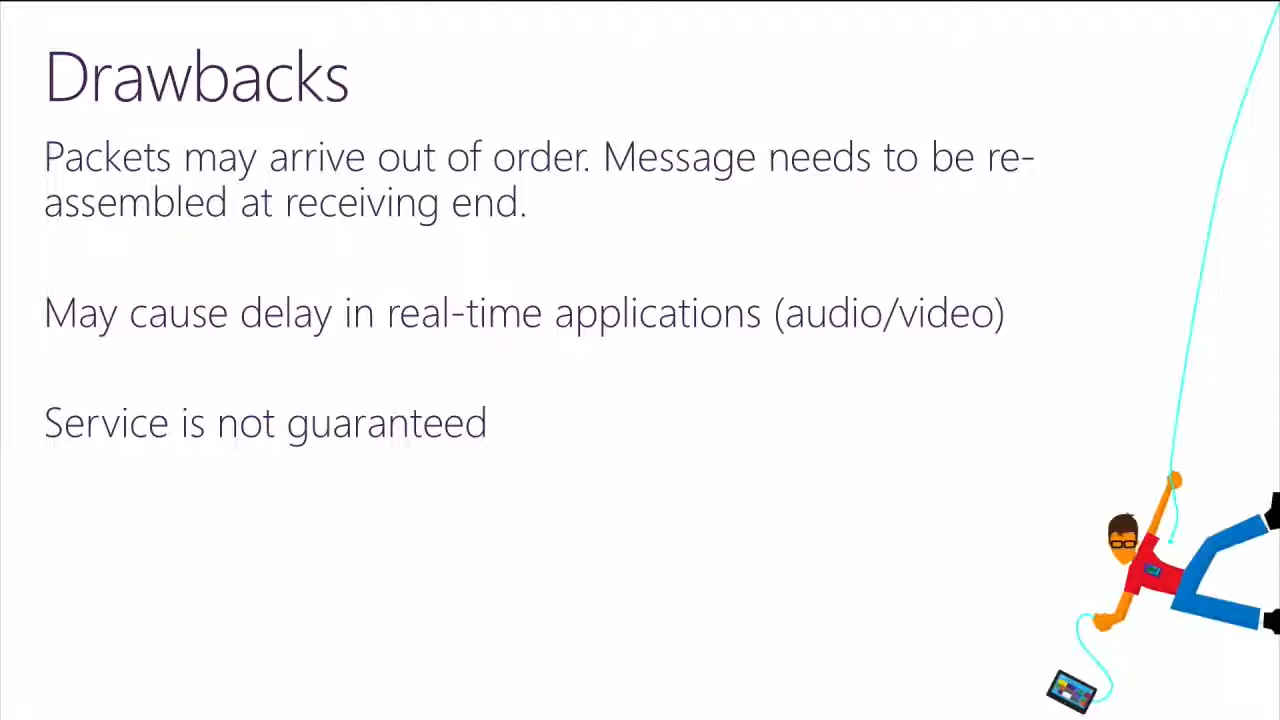 Drawbacks
Packets may arrive out of order. Message needs to be re-
assembled at receiving end.
May cause delay in real-time applications (audio/video)
Service is not guaranteed